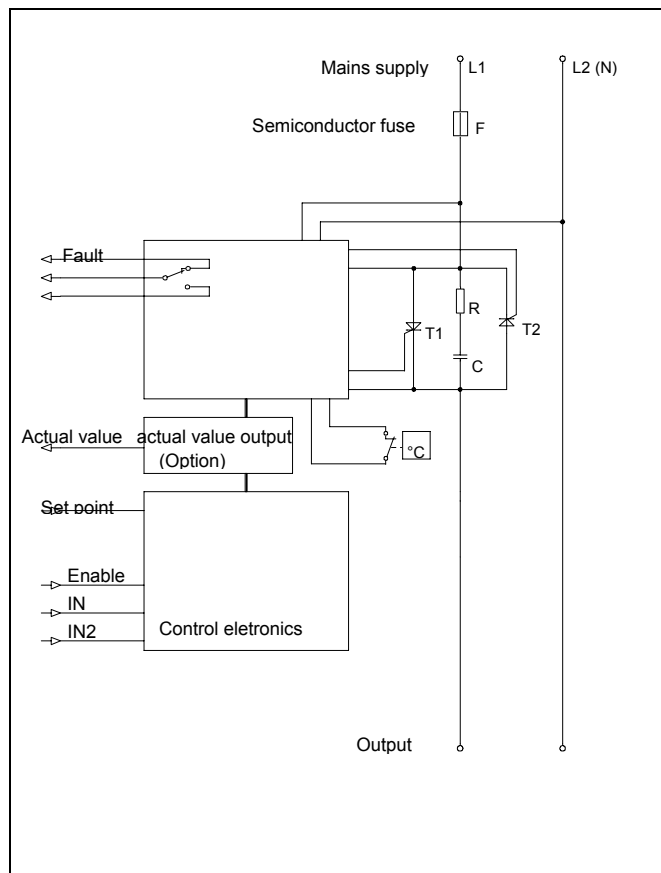 Mains supply L1 L2 (N)
Semiconductor fuse F
Fault
R
T1 T2
C
Actual value actual value output
(Option)
°C
Set point
Enable
IN
IN2
Control eletronics
Output